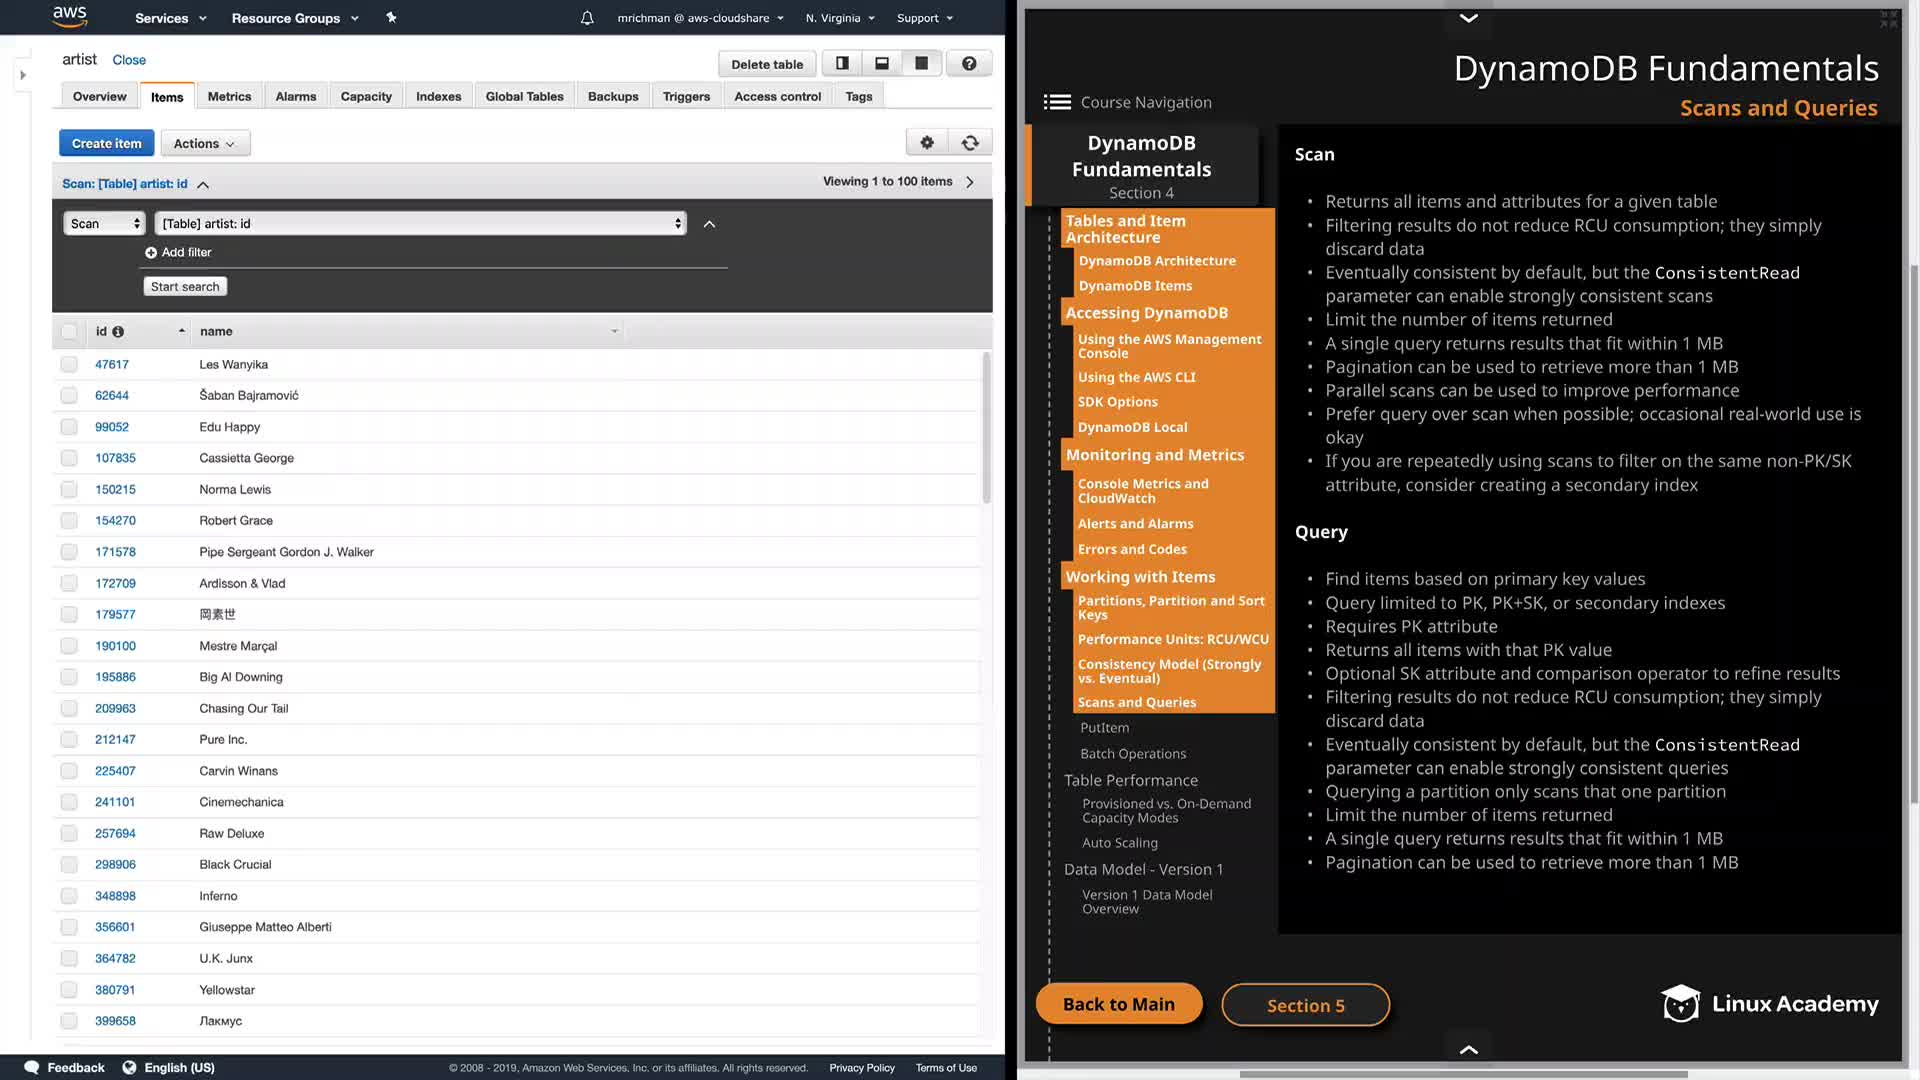 aws
Services
Resource Groups
mrichman @ aws-cloudshare
N. Virginia
Support
artist
Close
Delete table
Overview
Items
Metrics
Alarms
Capacity
Indexes
Global Tables
Backups
Triggers
Access control
Tags
Create item
Actions
Scan: [Table] artist: id
Viewing 1 to 100 items
Scan
[Table] artist: id
Add filter
Start search
id
name
47617 Les Wanyika
62644 Šaban Bajramović
99052 Edu Happy
107835 Cassietta George
150215 Norma Lewis
154270 Robert Grace
171578 Pipe Sergeant Gordon J. Walker
172709 Ardisson & Vlad
179577 岡素世
190100 Mestre Marçal
195886 Big Al Downing
209963 Chasing Our Tail
212147 Pure Inc.
225407 Carvin Winans
241101 Cinemechanica
257694 Raw Deluxe
298906 Black Crucial
348898 Inferno
356601 Giuseppe Matteo Alberti
364782 U.K. Junx
380791 Yellowstar
399658 Лакмус
Feedback
English (US)
© 2008 - 2019, Amazon Web Services, Inc. or its affiliates. All rights reserved.
Privacy Policy
Terms of Use
DynamoDB Fundamentals
Scans and Queries
Course Navigation
DynamoDB
Fundamentals
Section 4
Tables and Item
Architecture
DynamoDB Architecture
DynamoDB Items
Accessing DynamoDB
Using the AWS Management
Console
Using the AWS CLI
SDK Options
DynamoDB Local
Monitoring and Metrics
Console Metrics and
CloudWatch
Alerts and Alarms
Errors and Codes
Working with Items
Partitions, Partition and Sort
Keys
Performance Units: RCU/WCU
Consistency Model (Strongly
vs. Eventual)
Scans and Queries
PutItem
Batch Operations
Table Performance
Provisioned vs. On-Demand
Capacity Modes
Auto Scaling
Data Model - Version 1
Version 1 Data Model
Overview
Scan
• Returns all items and attributes for a given table
• Filtering results do not reduce RCU consumption; they simply
discard data
• Eventually consistent by default, but the ConsistentRead
parameter can enable strongly consistent scans
• Limit the number of items returned
• A single query returns results that fit within 1 MB
• Pagination can be used to retrieve more than 1 MB
• Parallel scans can be used to improve performance
• Prefer query over scan when possible; occasional real-world use is
okay
• If you are repeatedly using scans to filter on the same non-PK/SK
attribute, consider creating a secondary index
Query
• Find items based on primary key values
• Query limited to PK, PK+SK, or secondary indexes
• Requires PK attribute
• Returns all items with that PK value
• Optional SK attribute and comparison operator to refine results
• Filtering results do not reduce RCU consumption; they simply
discard data
• Eventually consistent by default, but the ConsistentRead
parameter can enable strongly consistent queries
• Querying a partition only scans that one partition
• Limit the number of items returned
• A single query returns results that fit within 1 MB
• Pagination can be used to retrieve more than 1 MB
Back to Main
Section 5
Linux Academy